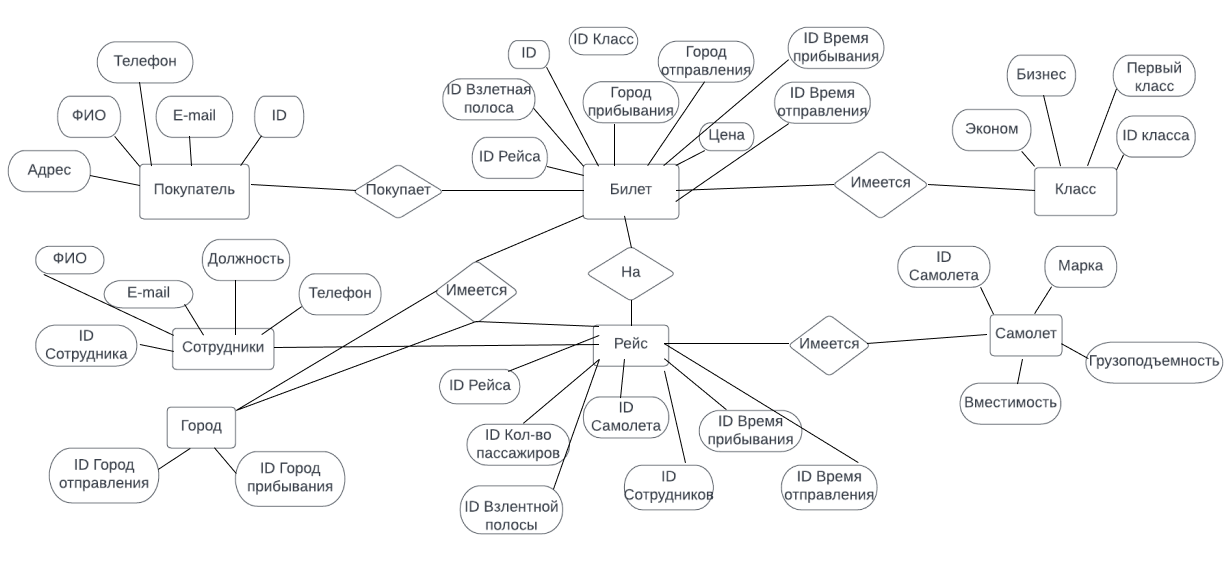 Телефон
ФИО
E-mail
ID
Адрес
Покупатель
Покупает
ID
ID Класс
Город
отправления
ID Время
прибывания
ID Взлетная
полоса
Город
прибывания
ID Время
отправления
Цена
ID Рейса
Билет
Имеется
Бизнес
Первый
класс
Эконом
ID класса
Класс
ФИО
Должность
E-mail
Телефон
ID
Сотрудника
Сотрудники
Имеется
На
Рейс
Имеется
ID
Самолета
Марка
Самолет
Грузоподъемность
Вместимость
Город
ID Город
отправления
ID Город
прибывания
ID Рейса
ID Кол-во
пассажиров
ID
Самолета
ID Время
прибывания
ID Взлентной
полосы
ID
Сотрудников
ID Время
отправления